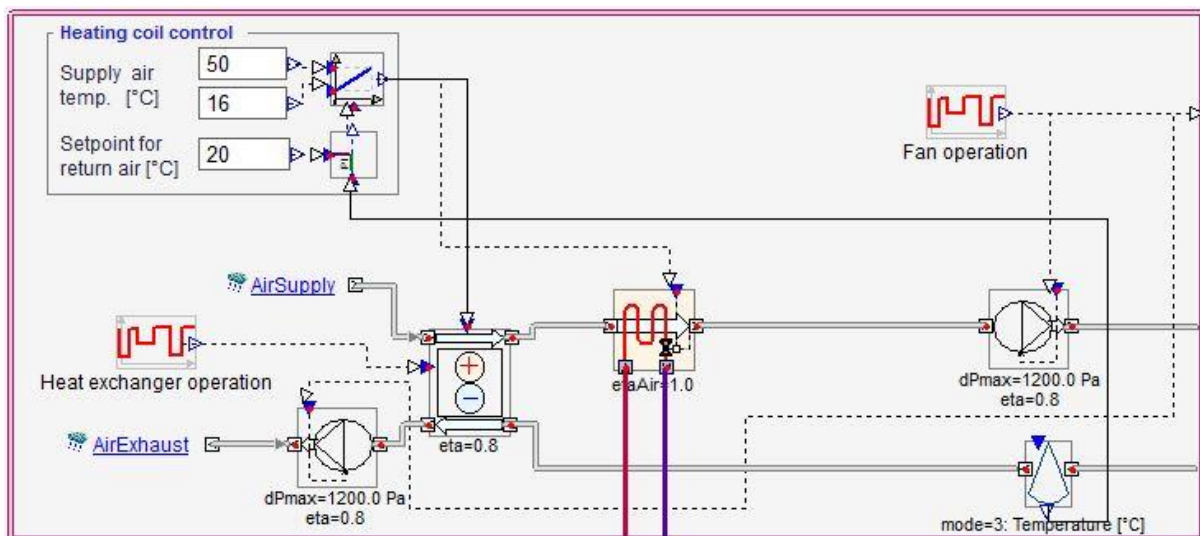 Heating coil control
Supply air
temp. [°C]
50
16
Setpoint for
return air [°C]
20
Fan operation
AirSupply
Heat exchanger operation
etaAir=1.0
dPmax=1200.0 Pa
eta=0.8
AirExhaust
eta=0.8
dPmax=1200.0 Pa
eta=0.8
mode=3: Temperature [°C]